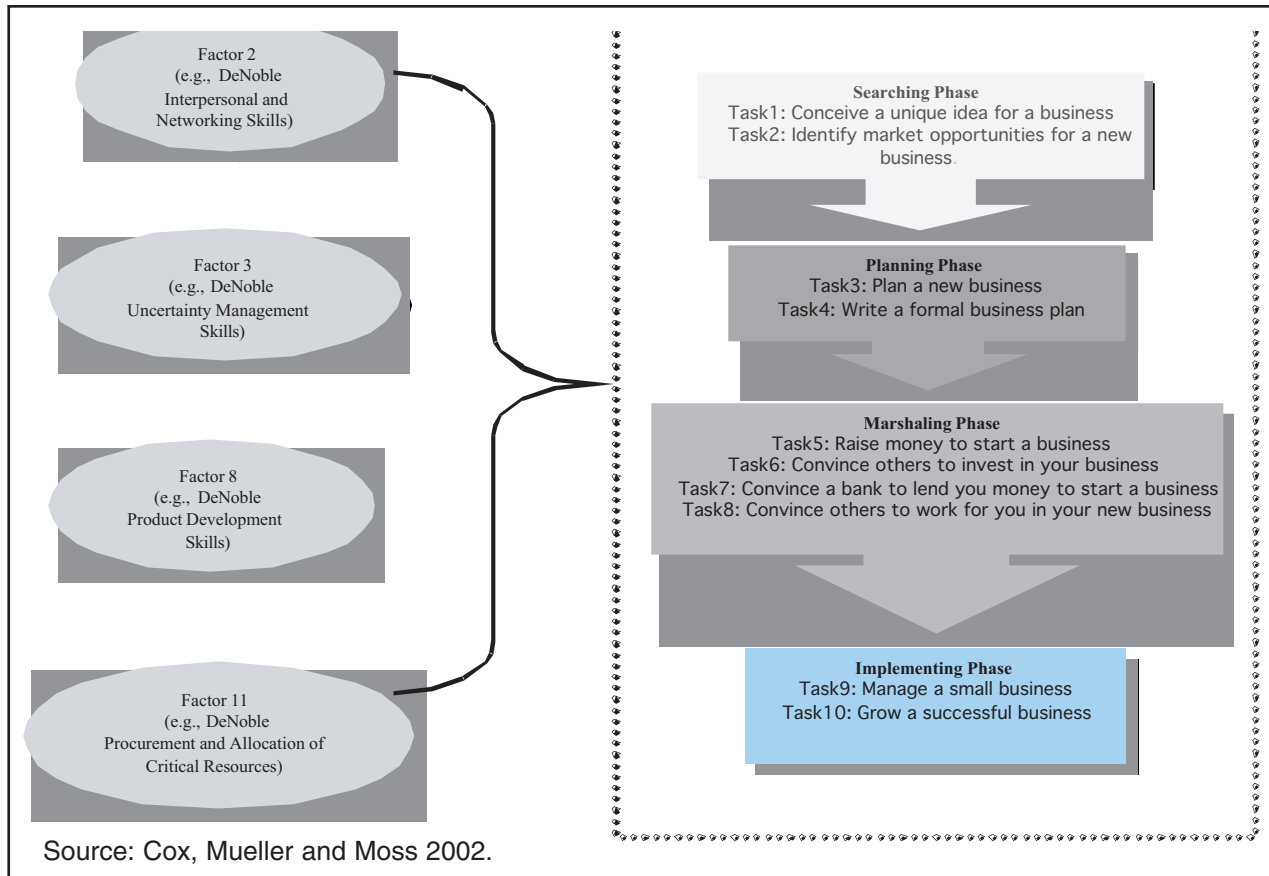 Factor 2
(e.g., DeNoble
Interpersonal and
Networking Skills)
Factor 3
(e.g., DeNoble
Uncertainty Management
Skills)
Factor 8
(e.g., DeNoble
Product Development
Skills)
Factor 11
(e.g., DeNoble
Procurement and Allocation of
Critical Resources)
Searching Phase
Task1: Conceive a unique idea for a business
Task2: Identify market opportunities for a new
business.
Planning Phase
Task3: Plan a new business
Task4: Write a formal business plan
Marshaling Phase
Task5: Raise money to start a business
Task6: Convince others to invest in your business
Task7: Convince a bank to lend you money to start a business
Task8: Convince others to work for you in your new business
Implementing Phase
Task9: Manage a small business
Task10: Grow a successful business
Source: Cox, Mueller and Moss 2002.